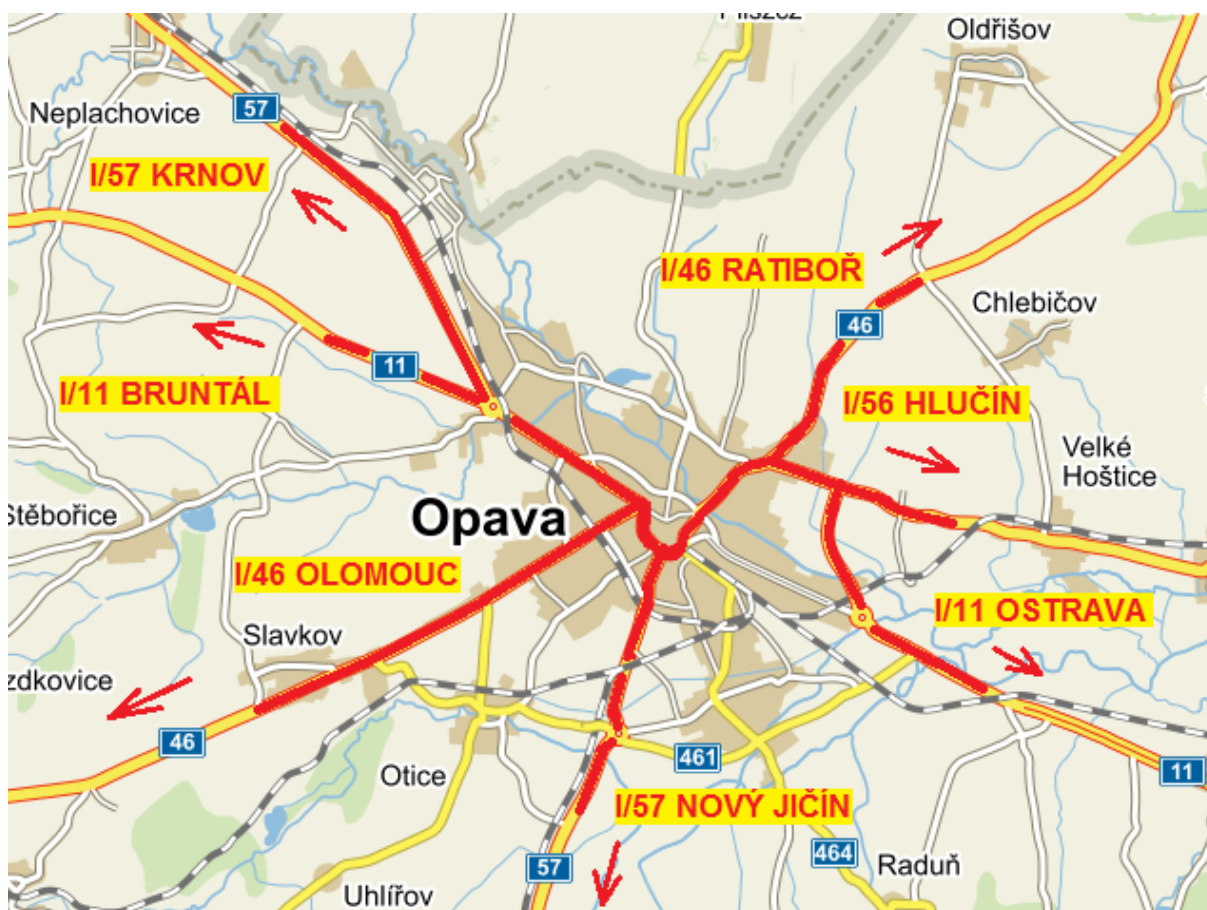 Oldřišov
57
Neplachovice
I/57 KRNOV
I/46 RATIBOŘ
Chlebičov
46
11
I/11 BRUNTÁL
I/56 HLUČÍN
Velké
Hoštice
Stěbořice
Opava
I/46 OLOMOUC
I/11 OSTRAVA
Slavkov
zdkovice
46
461
11
Otice
I/57 NOVÝ JIČÍN
57
464
Raduň
Uhlířov